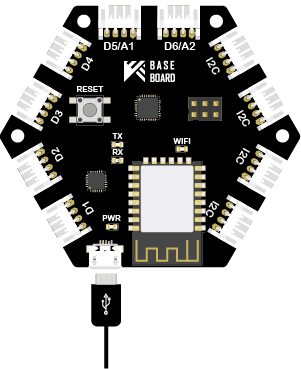 D5/A1
D6/A2
D4
I2C
BASE
BOARD
RESET
D3
I2C
TX
WIFI
D2
RX
I2C
D1
I2C
PWR